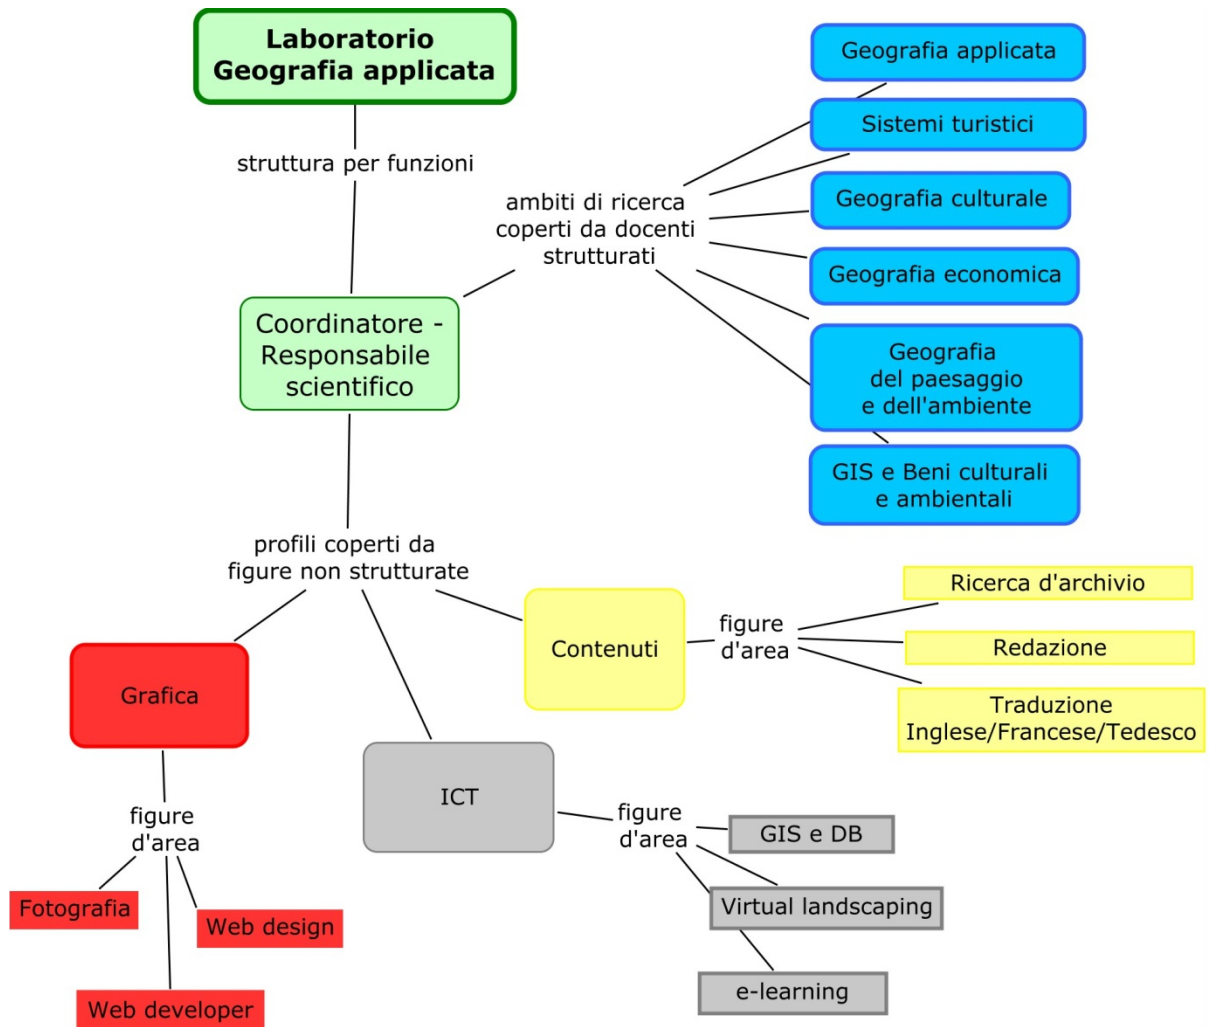 Laboratorio
Geografia applicata
struttura per funzioni
Coordinatore -
Responsabile
scientifico
ambiti di ricerca
coperti da docenti
strutturati
Geografia applicata
Sistemi turistici
Geografia culturale
Geografia economica
Geografia
del paesaggio
e dell'ambiente
GIS e Beni culturali
e ambientali
profili coperti da
figure non strutturate
Grafica
figure
d'area
Fotografia
Web design
Web developer
ICT
figure
d'area
GIS e DB
Virtual landscaping
e-learning
Contenuti
figure
d'area
Ricerca d'archivio
Redazione
Traduzione
Inglese/Francese/Tedesco